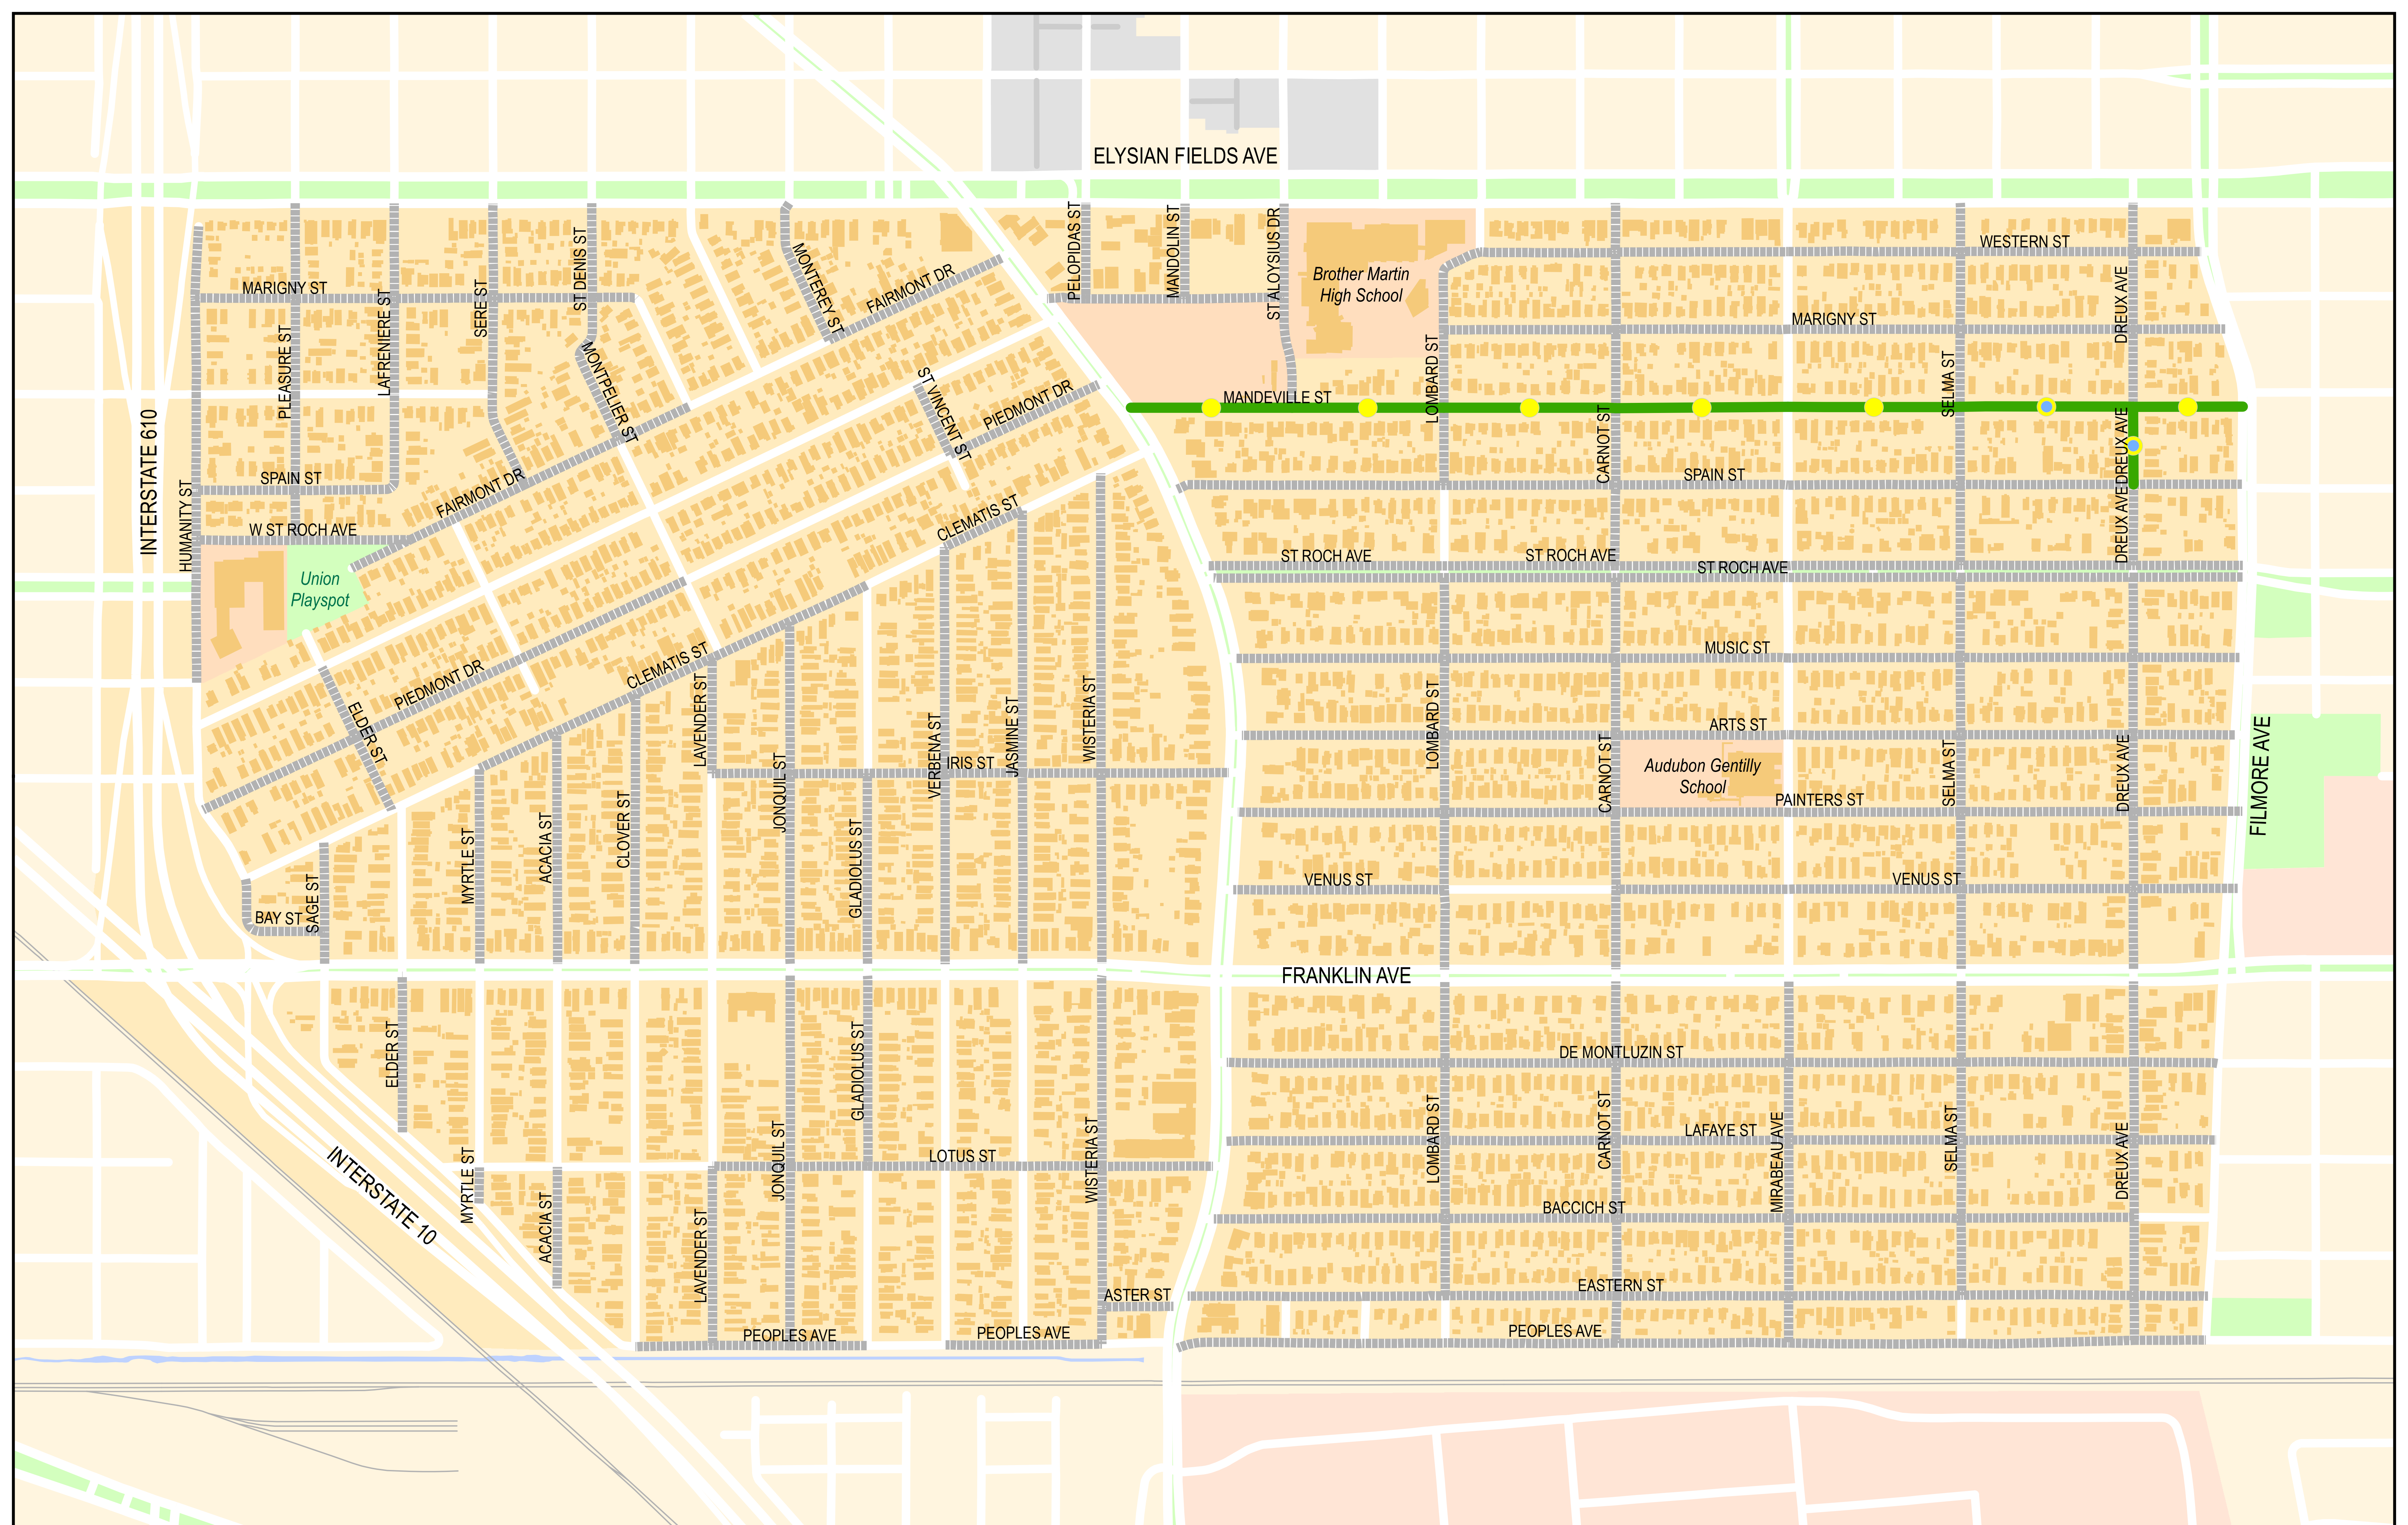 ELYSIAN FIELDS AVE
PELOPIDAS ST
MANDOLIN ST
ST ALOYSIUS DR
WESTERN ST
ST DENIS ST
MONTEREY ST
FAIRMONT DR
Brother Martin
High School
DREUX AVE
MARIGNY ST
SERE ST
LAFRENIERE ST
PLEASURE ST
MARIGNY ST
MONTPELIER ST
ST VINCENT ST
PIEDMONT DR
LOMBARD ST
SELMA ST
MANDEVILLE ST
CARNOT ST
DREUX AVE
INTERSTATE 610
HUMANITY ST
SPAIN ST
FAIRMONT DR
SPAIN ST
W ST ROCH AVE
CLEMATIS ST
DREUX AVE
ST ROCH AVE
ST ROCH AVE
ST ROCH AVE
Union
Playspot
MUSIC ST
CLEMATIS ST
PIEDMONT DR
LAVENDER ST
WISTERIA ST
LOMBARD ST
ELDER ST
VERBENA ST
JASMINE ST
IRIS ST
JONQUIL ST
ARTS ST
CARNOT ST
Audubon Gentilly
School
SELMA ST
DREUX AVE
FILMORE AVE
PAINTERS ST
MYRTLE ST
ACACIA ST
CLOVER ST
GLADIOLUS ST
VENUS ST
VENUS ST
SAGE ST
BAY ST
FRANKLIN AVE
ELDER ST
GLADIOLUS ST
DE MONTLUZIN ST
LOMBARD ST
CARNOT ST
MIRABEAU AVE
SELMA ST
DREUX AVE
LAFAYE ST
INTERSTATE 10
MYRTLE ST
JONQUIL ST
LOTUS ST
WISTERIA ST
ACACIA ST
LAVENDER ST
BACCICH ST
ASTER ST
EASTERN ST
PEOPLES AVE
PEOPLES AVE
PEOPLES AVE